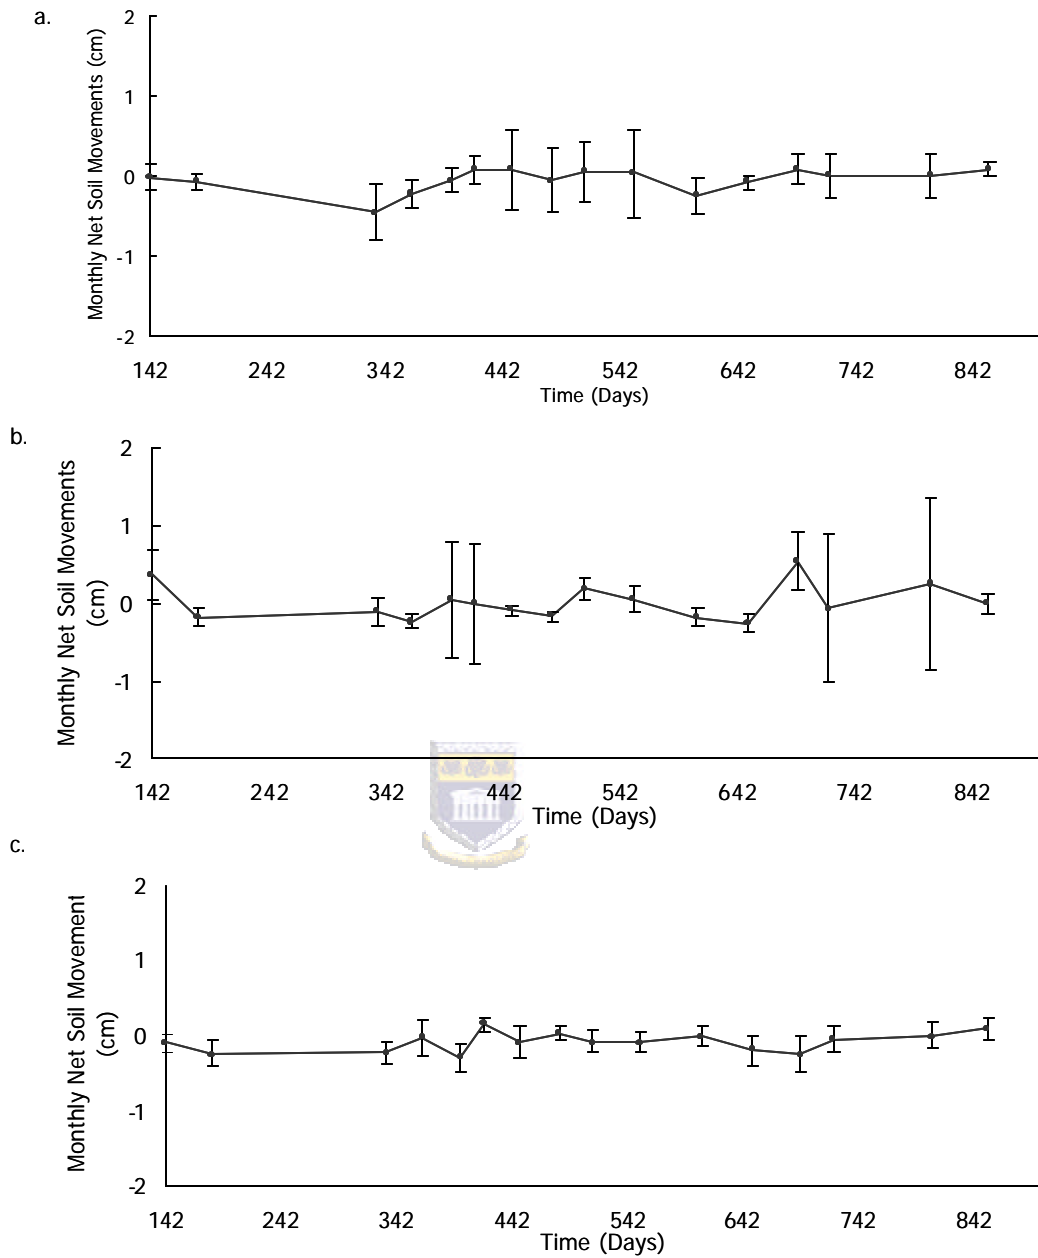 a.
Monthly Net Soil Movements (cm)
2
1
0
-1
-2
142 242 342 442 542 642 742 842
Time (Days)
b.
Monthly Net Soil Movements
(cm)
2
1
0
-1
-2
142 242 342 442 542 642 742 842
Time (Days)
c.
Monthly Net Soil Movement
(cm)
2
1
0
-1
-2
142 242 342 442 542 642 742 842
Time (Days)